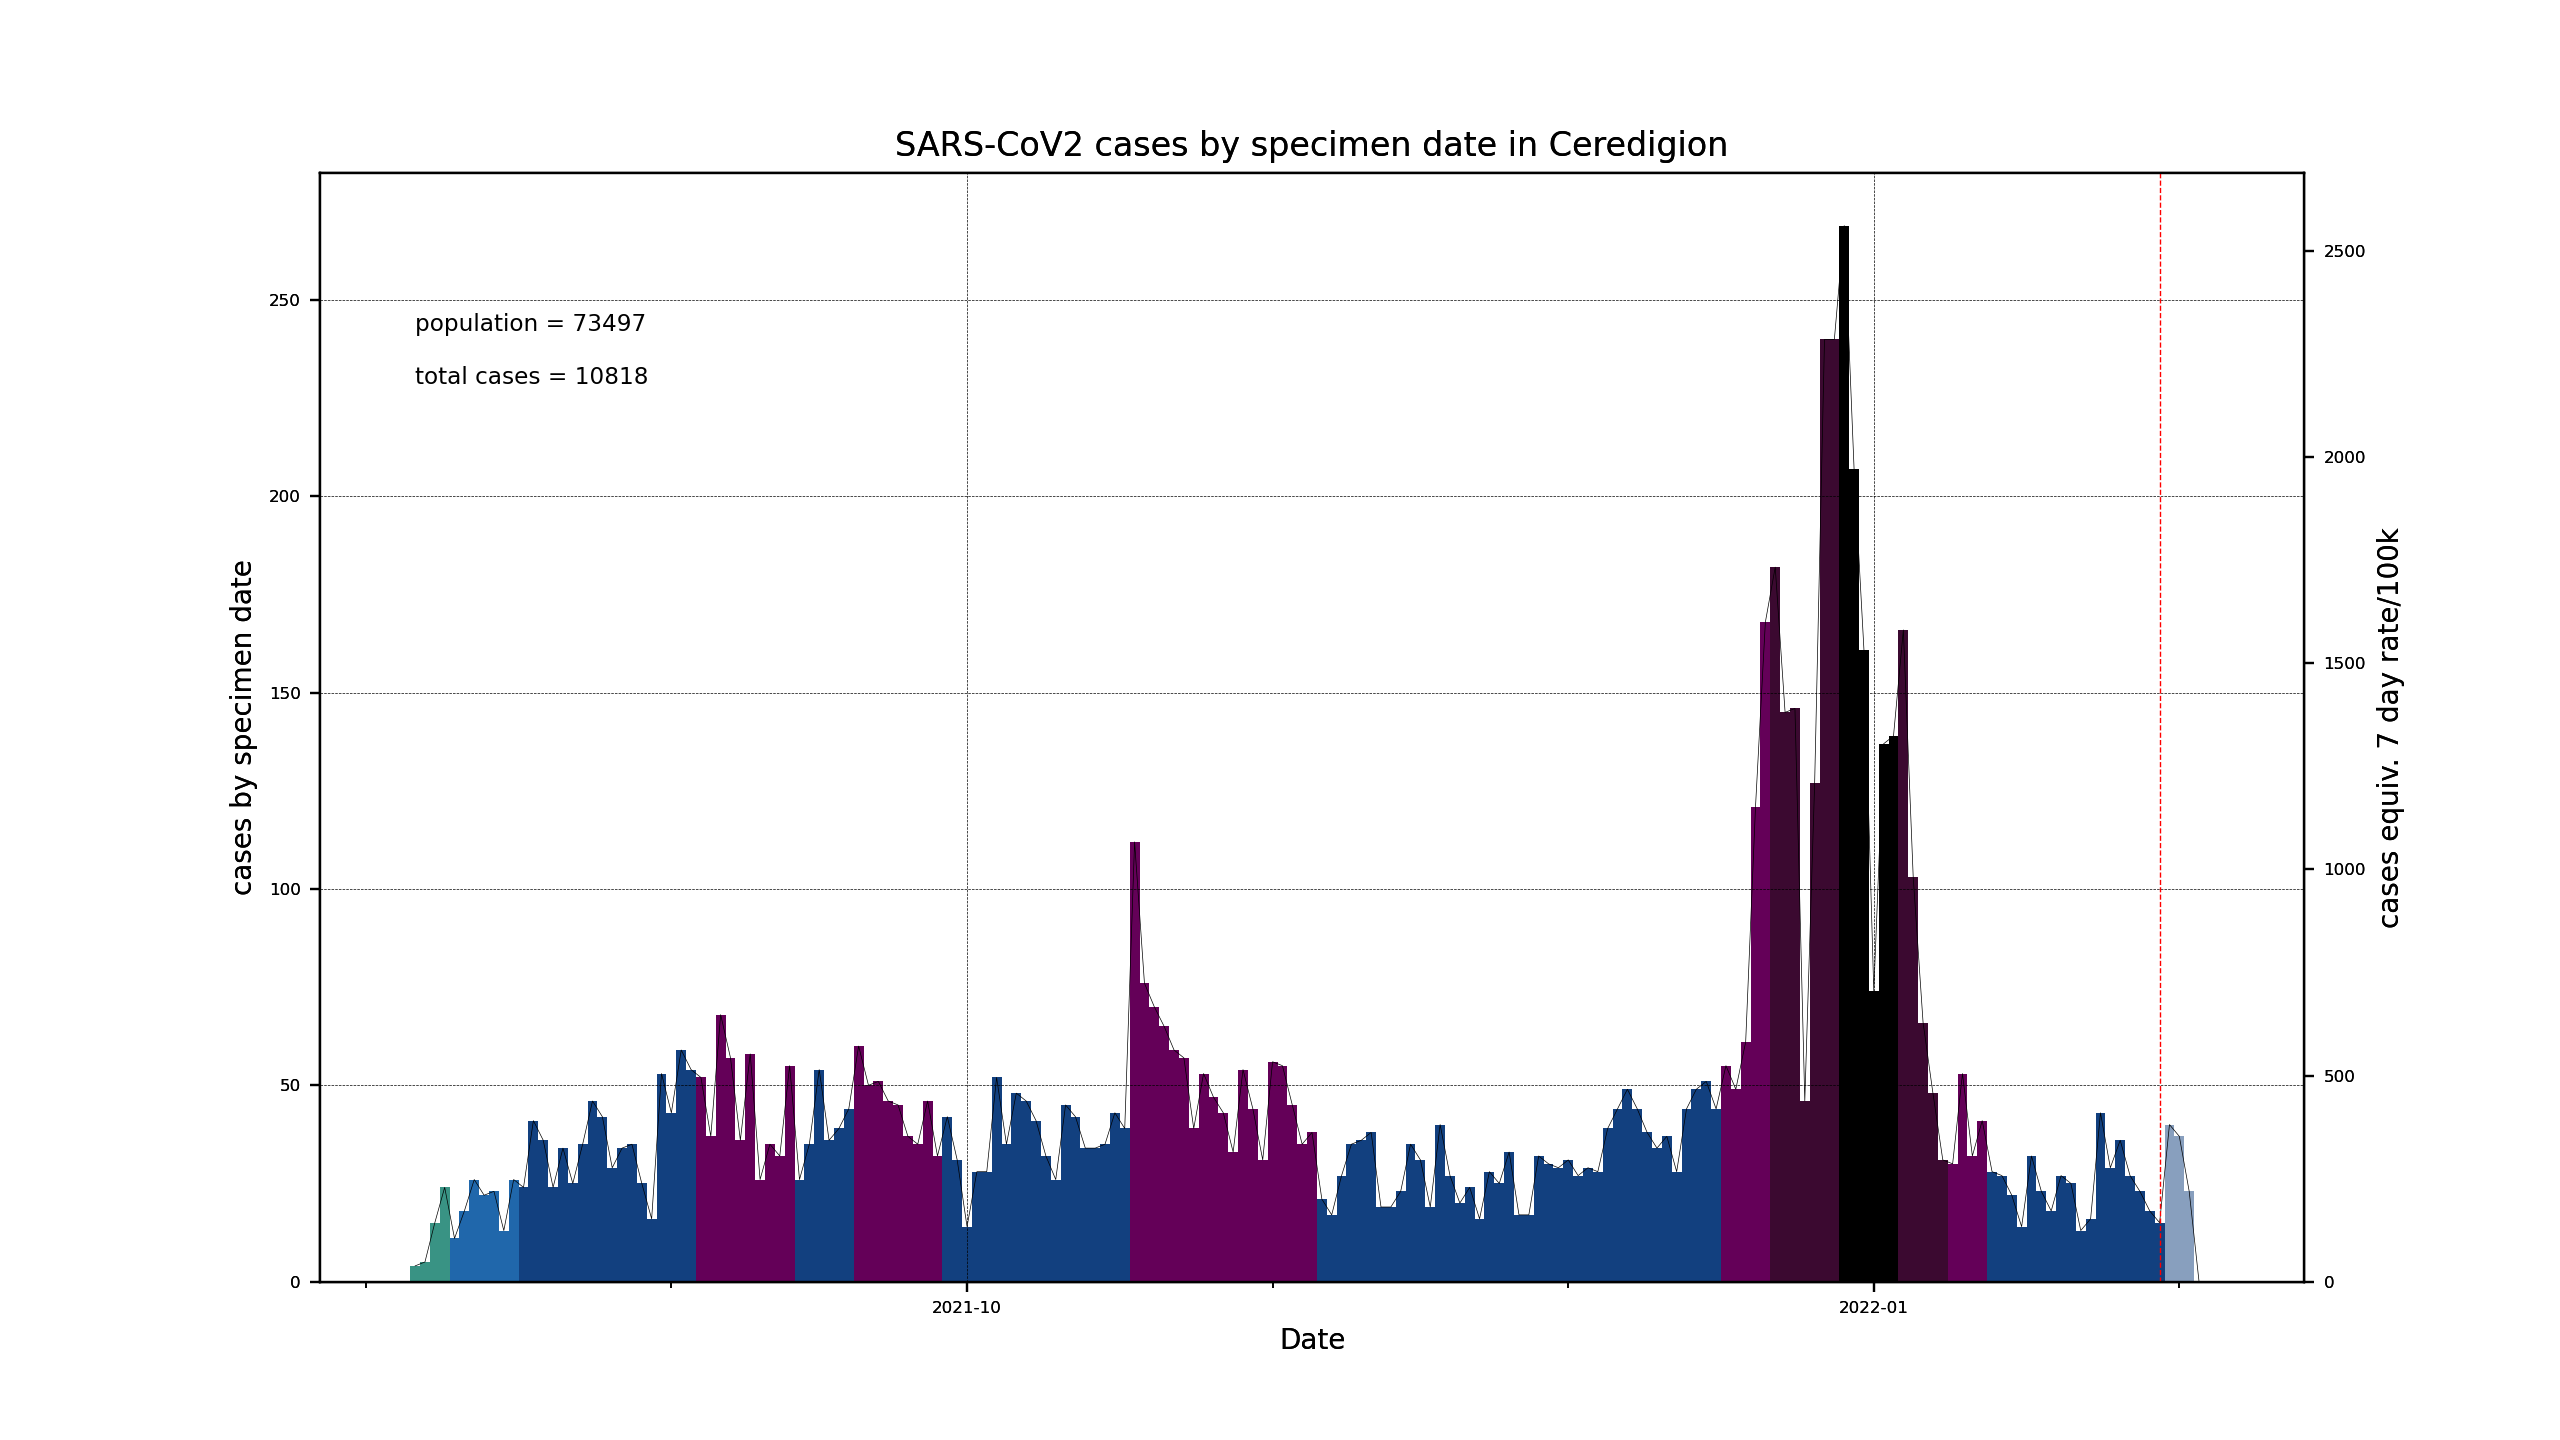 SARS-CoV2 cases by specimen date in Ceredigion
population = 73497
total cases = 10818
cases by specimen date
250
200
150
100
50
0
2500
2000
1500
1000
500
0
cases equiv. 7 day rate/100k
2021-10
2022-01
Date